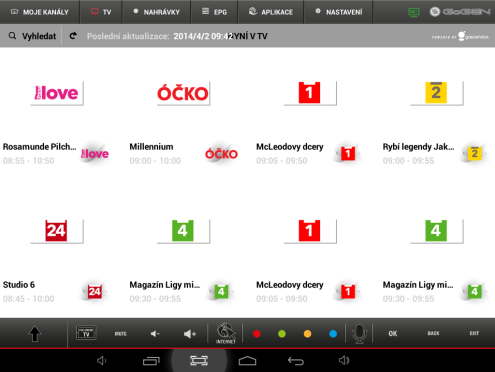 MOJE KANÁLY TV NAHRÁVKY EPG APLIKACE NASTAVENÍ GoGEN
Vyhledat Poslední aktualizace: 2014/4/2 09:42 YNÍ V TV POWERED BY gracenote
love ÓČKO 1 2
Rosamunde Pilch... love Millennium ÓČKO McLeodovy dcery 1 Rybí legendy Jak... 2
08:55 - 10:50 09:00 - 10:00 09:05 - 09:50 09:00 - 09:55
24 4 1 4
Studio 6 24 Magazín Ligy mi... 4 McLeodovy dcery 1 Magazín Ligy mi... 4
08:45 - 10:00 09:30 - 09:55 09:05 - 09:50 09:30 - 09:55
TV MUTE INTERNET OK BACK EXIT